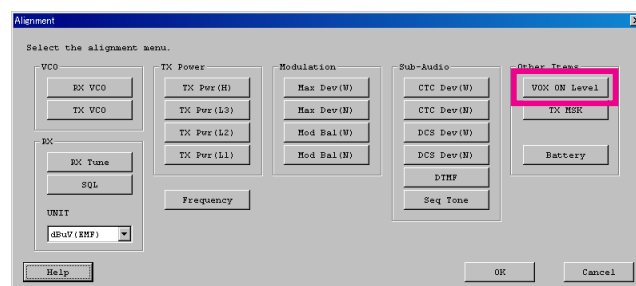 Alignment
Select the alignment menu.
VCO
RX VCO
TX VCO
RX
RX Tune
SQL
UNIT
dBuV(EMF)
TX Power
TX Pwr(H)
TX Pwr(L3)
TX Pwr(L2)
TX Pwr(L1)
Frequency
Modulation
Max Dev(W)
Max Dev(N)
Mod Bal(W)
Mod Bal(N)
Sub-Audio
CTC Dev(W)
CTC Dev(N)
DCS Dev(W)
DCS Dev(N)
DTMF
Seq Tone
Other Items
VOX ON Level
TX MSK
Battery
Help
OK
Cancel